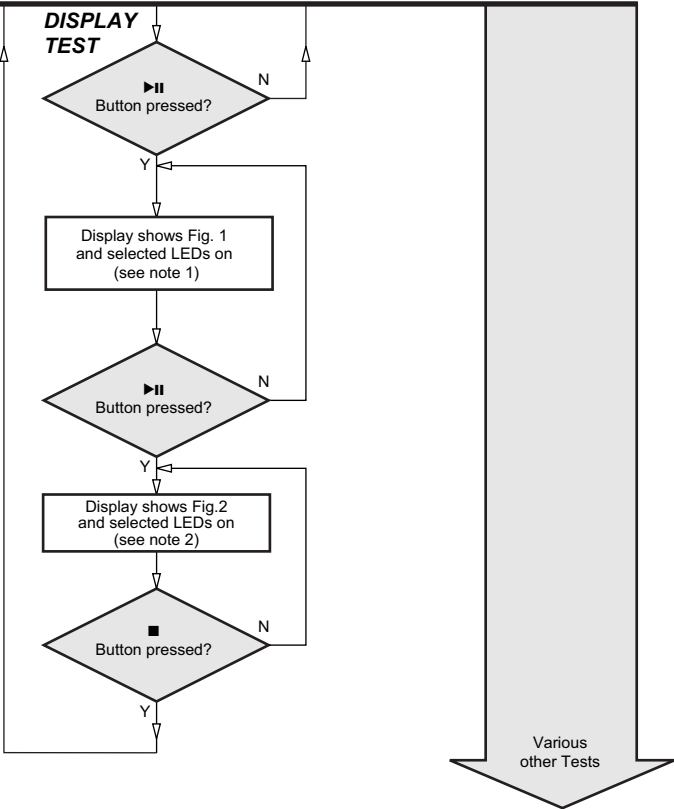 DISPLAY
TEST
▶II
Button pressed?
N
Y
Display shows Fig. 1
and selected LEDs on
(see note 1)
▶II
Button pressed?
N
Y
Display shows Fig.2
and selected LEDs on
(see note 2)
■
Button pressed?
N
Y
Various
other Tests